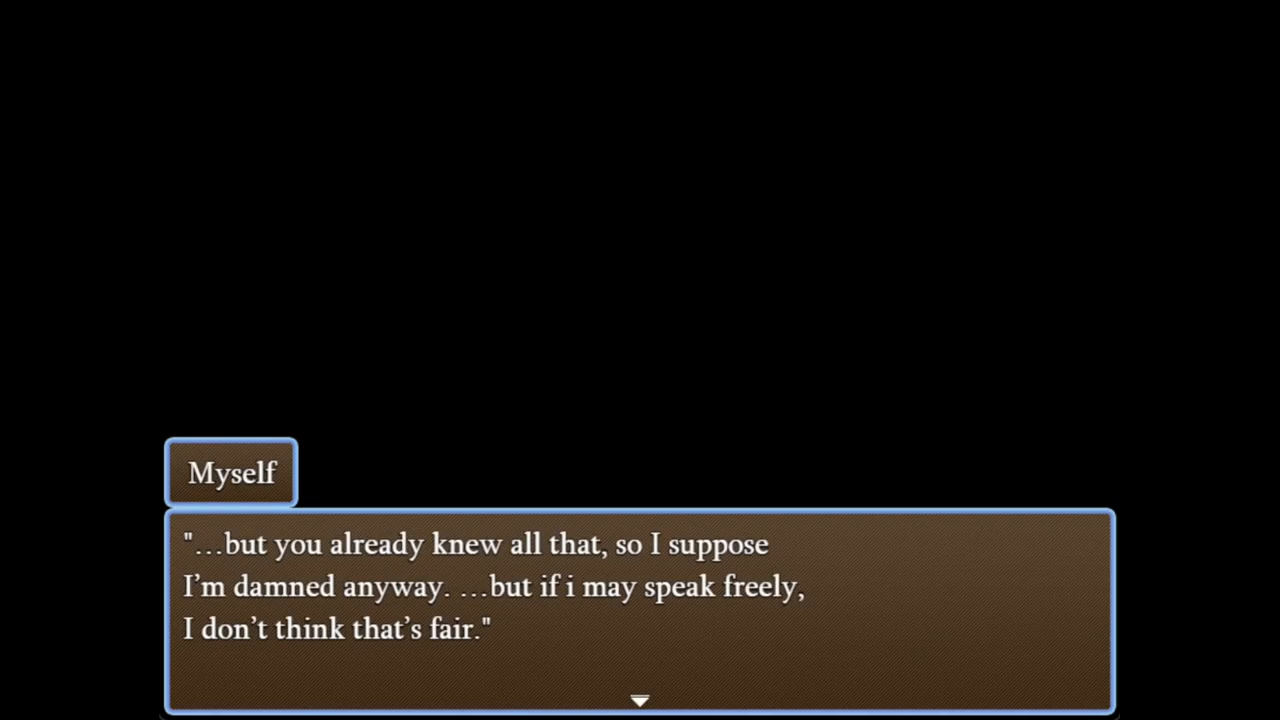 Myself
"…but you already knew all that, so I suppose
I’m damned anyway. …but if i may speak freely,
I don’t think that’s fair."